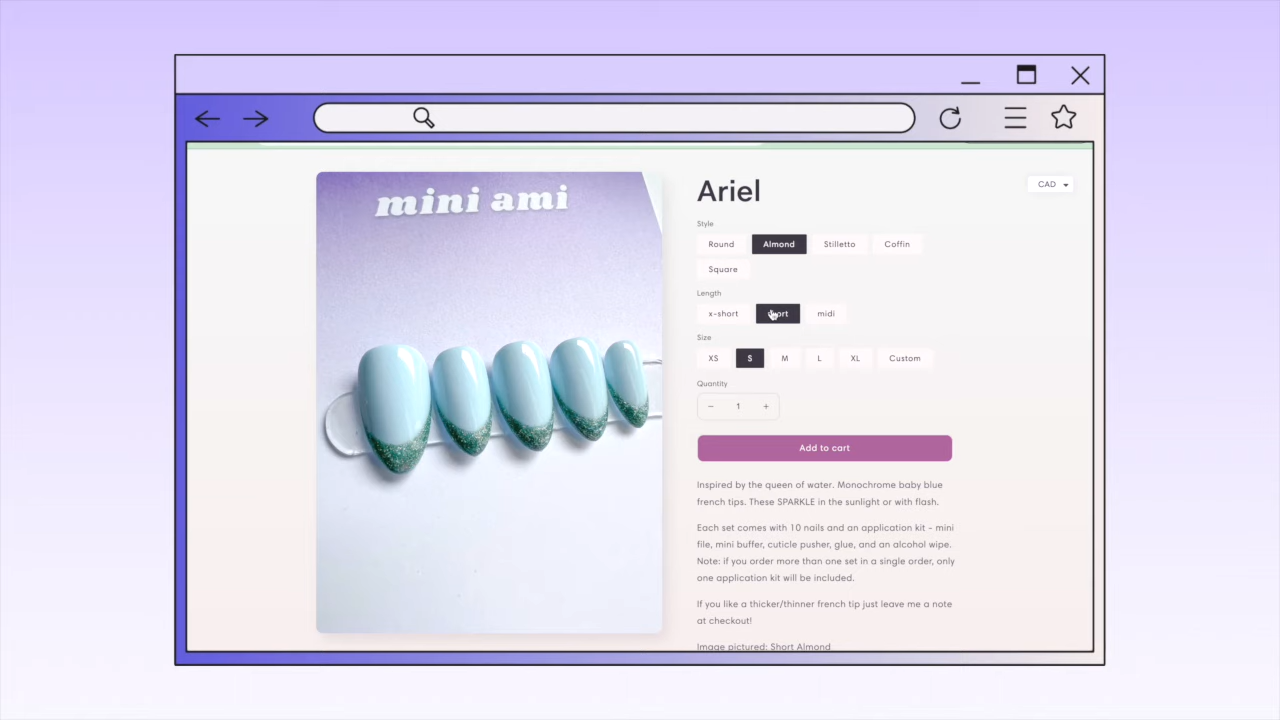 mini ami
Ariel
CAD
Style
Round Almond Stilletto Coffin
Square
Length
x-short short midi
Size
XS S M L XL Custom
Quantity
− 1 +
Add to cart
Inspired by the queen of water. Monochrome baby blue
french tips. These SPARKLE in the sunlight or with flash.
Each set comes with 10 nails and an application kit - mini
file, mini buffer, cuticle pusher, glue, and an alcohol wipe.
Note: if you order more than one set in a single order, only
one application kit will be included.
If you like a thicker/thinner french tip just leave me a note
at checkout!
Image pictured: Short Almond